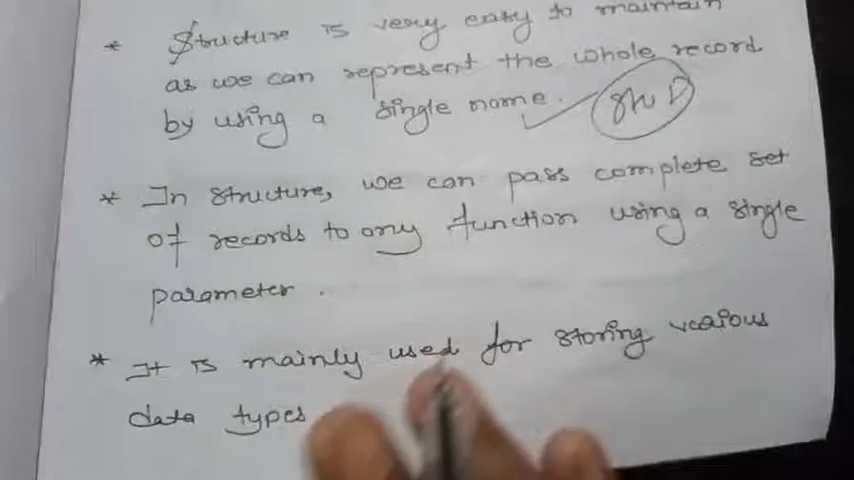 * Structure is very easy to maintain
as we can represent the whole record
by using a single name.
* In structure, we can pass complete set
of records to any function using a single
parameter.
* It is mainly used for storing various
data types